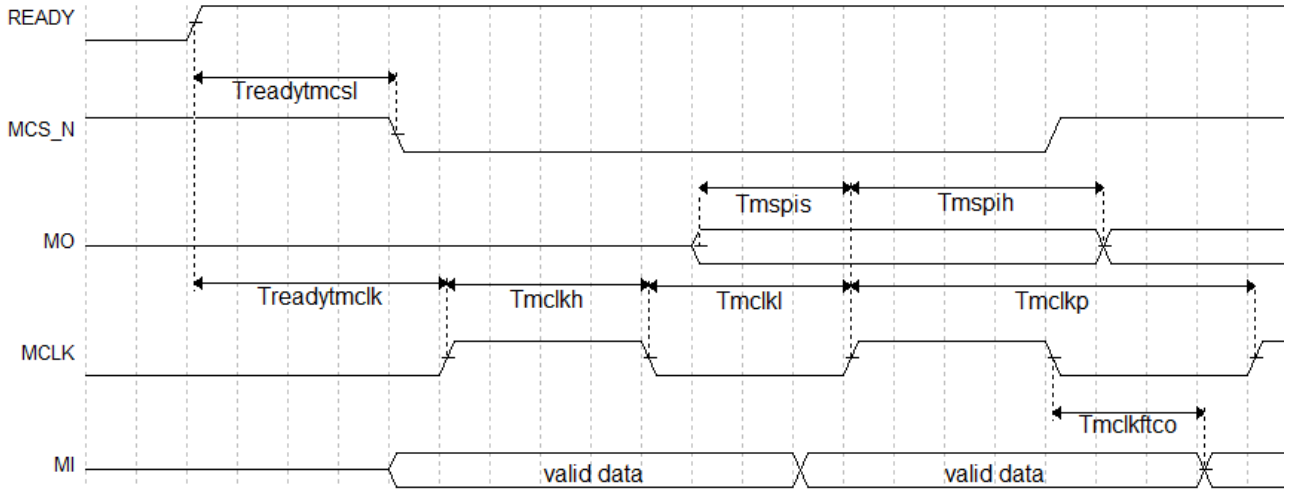 READY
Treadytmcsl
MCS_N
Tmspis
Tmspih
MO
Treadytmclk
Tmclkh
Tmclkl
Tmclkp
MCLK
Tmclkftco
MI
valid data
valid data